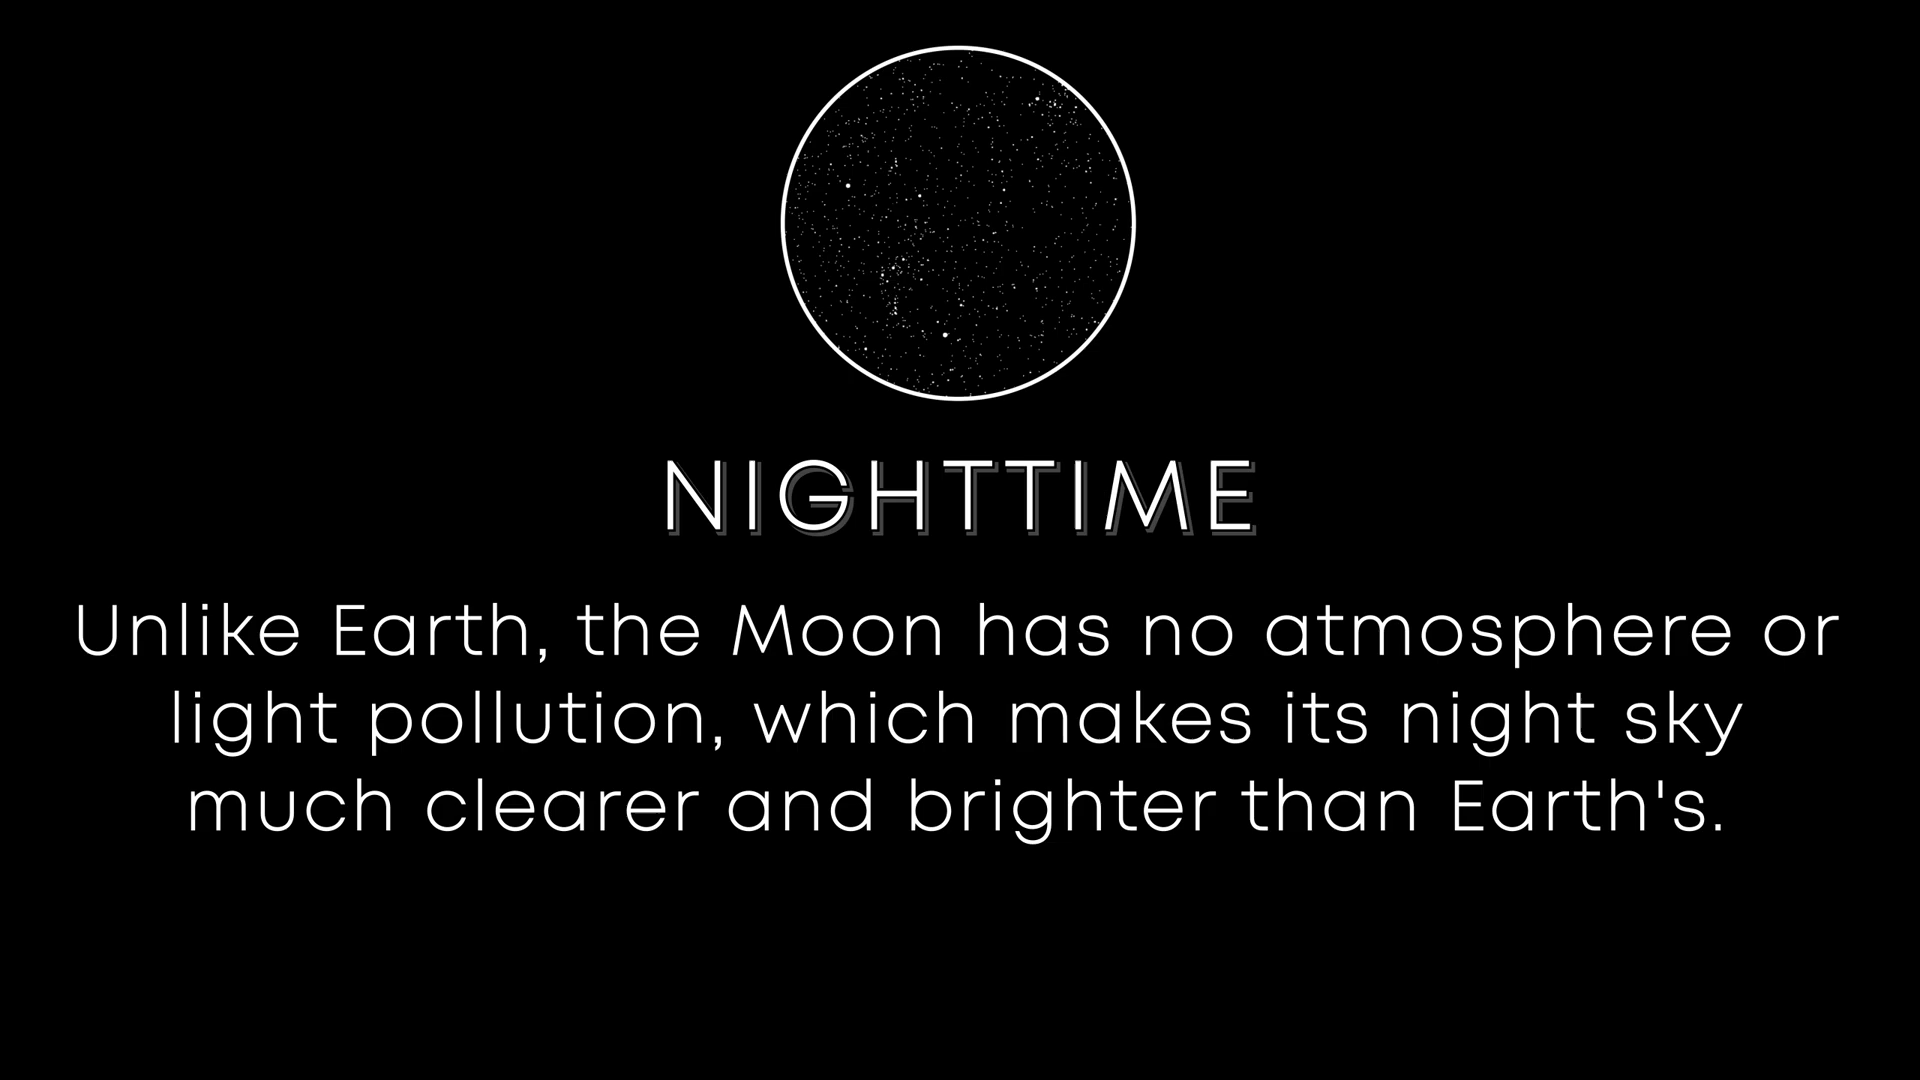 NIGHTTIME
Unlike Earth, the Moon has no atmosphere or
light pollution, which makes its night sky
much clearer and brighter than Earth's.